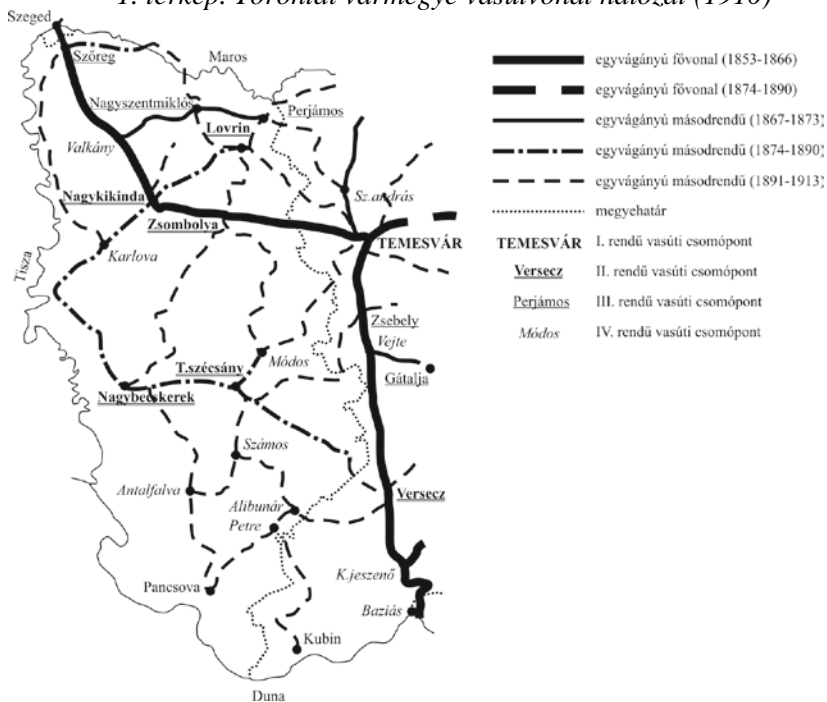 1. térkép: Torontál vármegye vasútvonal hálózat (1910)
Szeged
Szőreg
Maros
Nagyszentmiklós
Perjámos
Lovrin
Valkány
Sz.andrás
Nagykikinda
Zsombolya
TEMESVÁR
Karlova
Tisza
Zsebely
Vejte
Módos
T.szécsány
Gátalja
Nagybecskerek
Számos
Antalfalva
Alibunár
Versecz
Petre
K.jeszenő
Pancsova
Baziás
Kubin
Duna
egyvágányú fővonal (1853-1866)
egyvágányú fővonal (1874-1890)
egyvágányú másodrendű (1867-1873)
egyvágányú másodrendű (1874-1890)
egyvágányú másodrendű (1891-1913)
megyehatár
TEMESVÁR I. rendű vasúti csomópont
Versecz II. rendű vasúti csomópont
Perjámos III. rendű vasúti csomópont
Módos IV. rendű vasúti csomópont